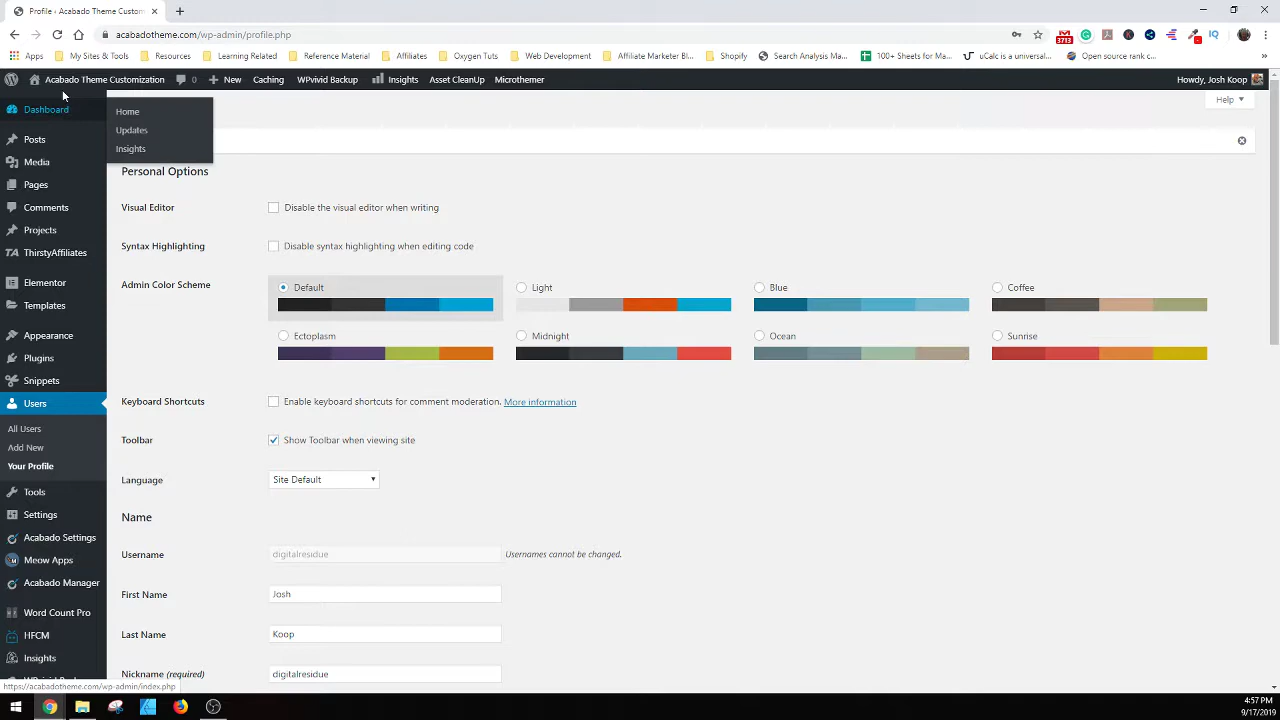 Profile ‹ Acabado Theme Custom
acabadotheme.com/wp-admin/profile.php
3713
Apps My Sites & Tools Resources Learning Related Reference Material Affiliates Oxygen Tuts Web Development Affiliate Marketer Bl... Shopify Search Analysis Ma... 100+ Sheets for Ma... uCalc is a universal... Open source rank c...
Acabado Theme Customization 0 New Caching WPvivid Backup Insights Asset CleanUp Microthemer Howdy, Josh Koop
Help
Dashboard
Home
Updates
Insights
Posts
Media
Pages
Comments
Projects
ThirstyAffiliates
Elementor
Templates
Appearance
Plugins
Snippets
Users
All Users
Add New
Your Profile
Tools
Settings
Acabado Settings
Meow Apps
Acabado Manager
Word Count Pro
HFCM
Insights
Personal Options
Visual Editor Disable the visual editor when writing
Syntax Highlighting Disable syntax highlighting when editing code
Admin Color Scheme Default Light Blue Coffee
Ectoplasm Midnight Ocean Sunrise
Keyboard Shortcuts Enable keyboard shortcuts for comment moderation. More information
Toolbar Show Toolbar when viewing site
Language Site Default
Name
Username digitalresidue Usernames cannot be changed.
First Name Josh
Last Name Koop
Nickname (required) digitalresidue
https://acabadotheme.com/wp-admin/index.php
4:57 PM
9/17/2019